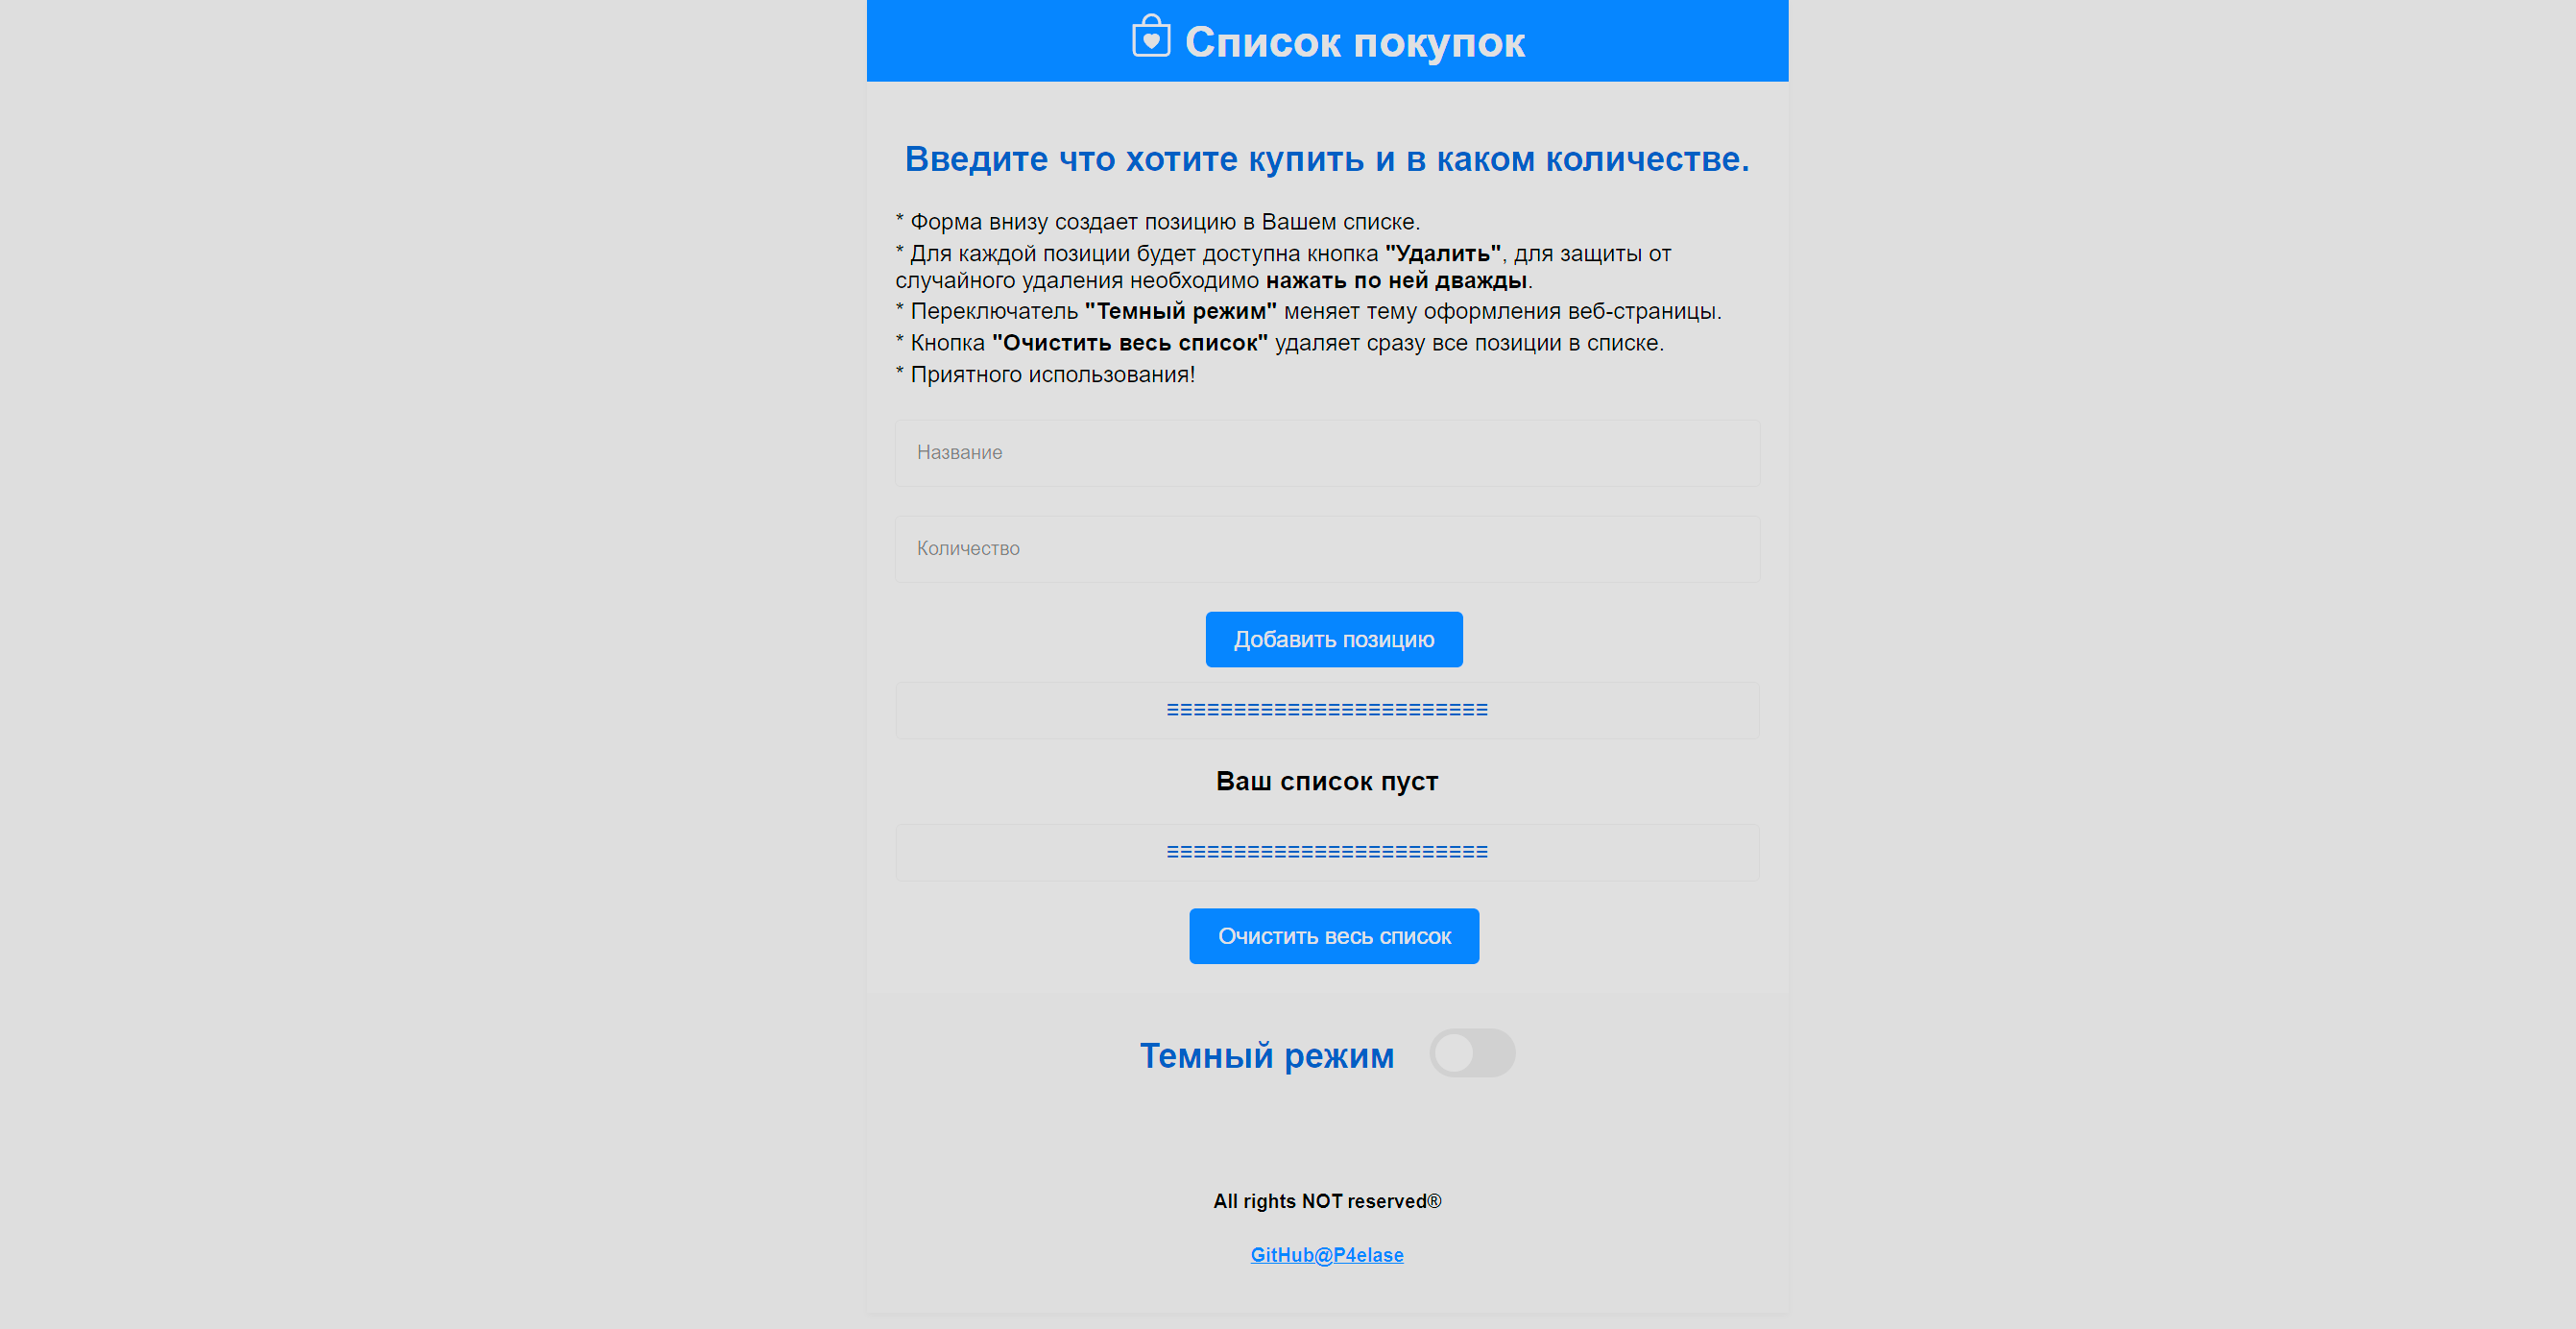 Список покупок
Введите что хотите купить и в каком количестве.
* Форма внизу создает позицию в Вашем списке.
* Для каждой позиции будет доступна кнопка "Удалить", для защиты от
случайного удаления необходимо нажать по ней дважды.
* Переключатель "Темный режим" меняет тему оформления веб-страницы.
* Кнопка "Очистить весь список" удаляет сразу все позиции в списке.
* Приятного использования!
Название
Количество
Добавить позицию
≡≡≡≡≡≡≡≡≡≡≡≡≡≡≡≡≡≡≡≡≡≡≡≡
Ваш список пуст
≡≡≡≡≡≡≡≡≡≡≡≡≡≡≡≡≡≡≡≡≡≡≡≡
Очистить весь список
Темный режим
All rights NOT reserved®
GitHub@P4elase